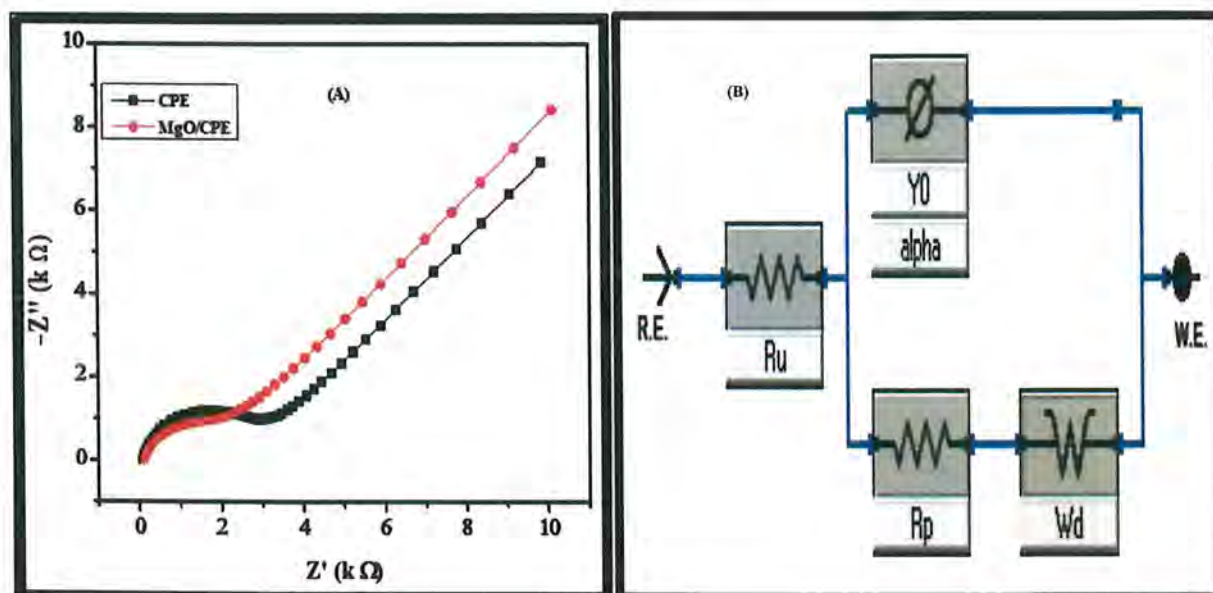 10
8
6
4
2
0
−Z'' (k Ω)
CPE
MgO/CPE
(A)
0 2 4 6 8 10
Z' (k Ω)
(B)
Y0
alpha
R.E.
Ru
W.E.
Rp
Wd